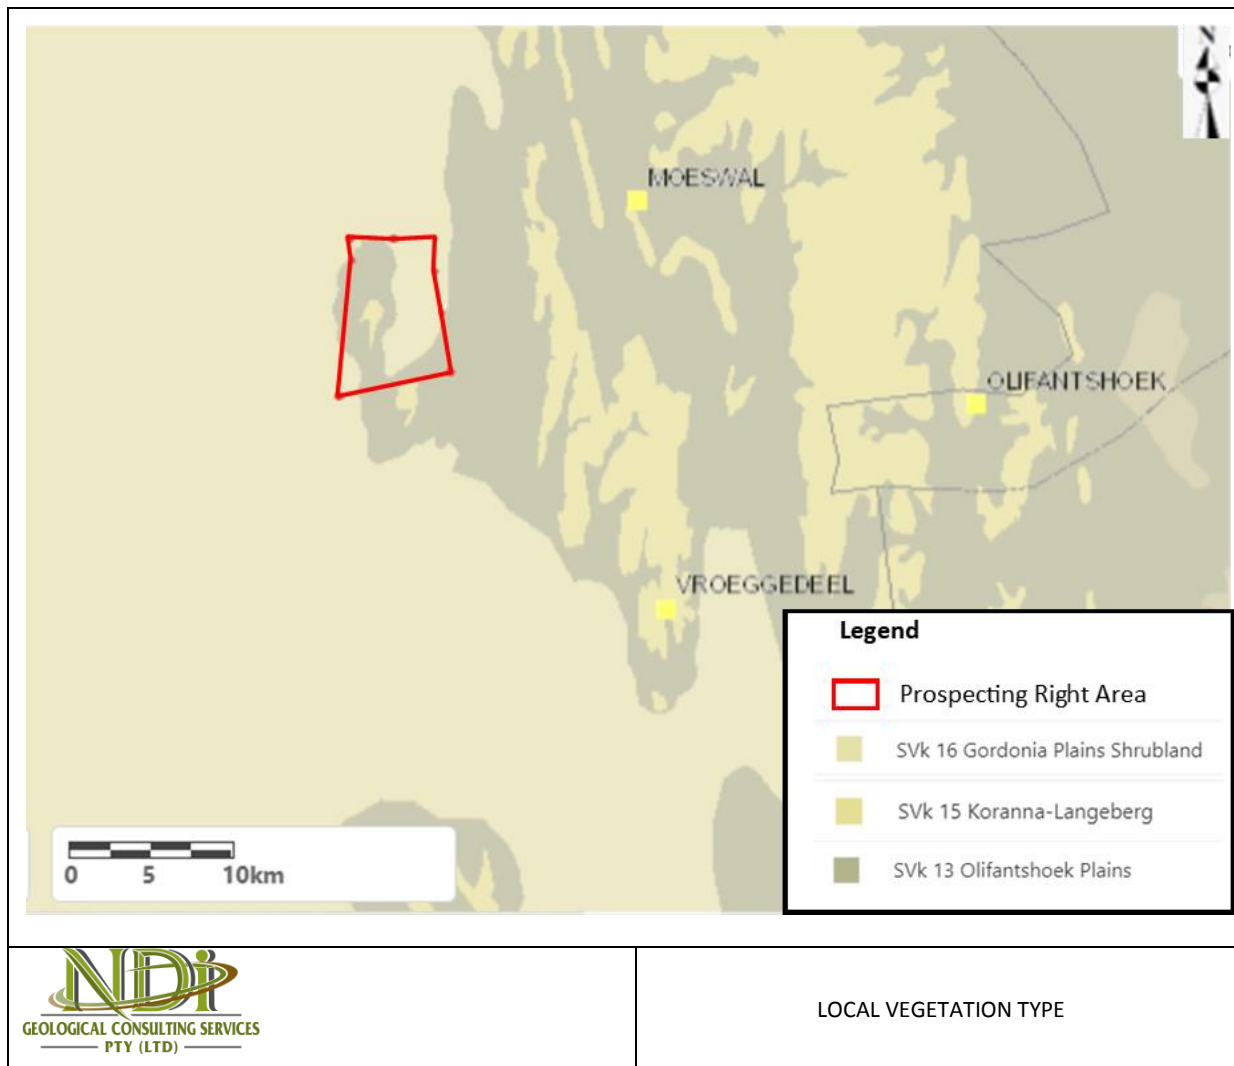 N
MOESWAL
OLIFANTSHOEK
VROEGGEDEEL
Legend
Prospecting Right Area
SVk 16 Gordonia Plains Shrubland
SVk 15 Koranna-Langeberg
SVk 13 Olifantshoek Plains
0 5 10km
NDi
GEOLOGICAL CONSULTING SERVICES
PTY (LTD)
LOCAL VEGETATION TYPE